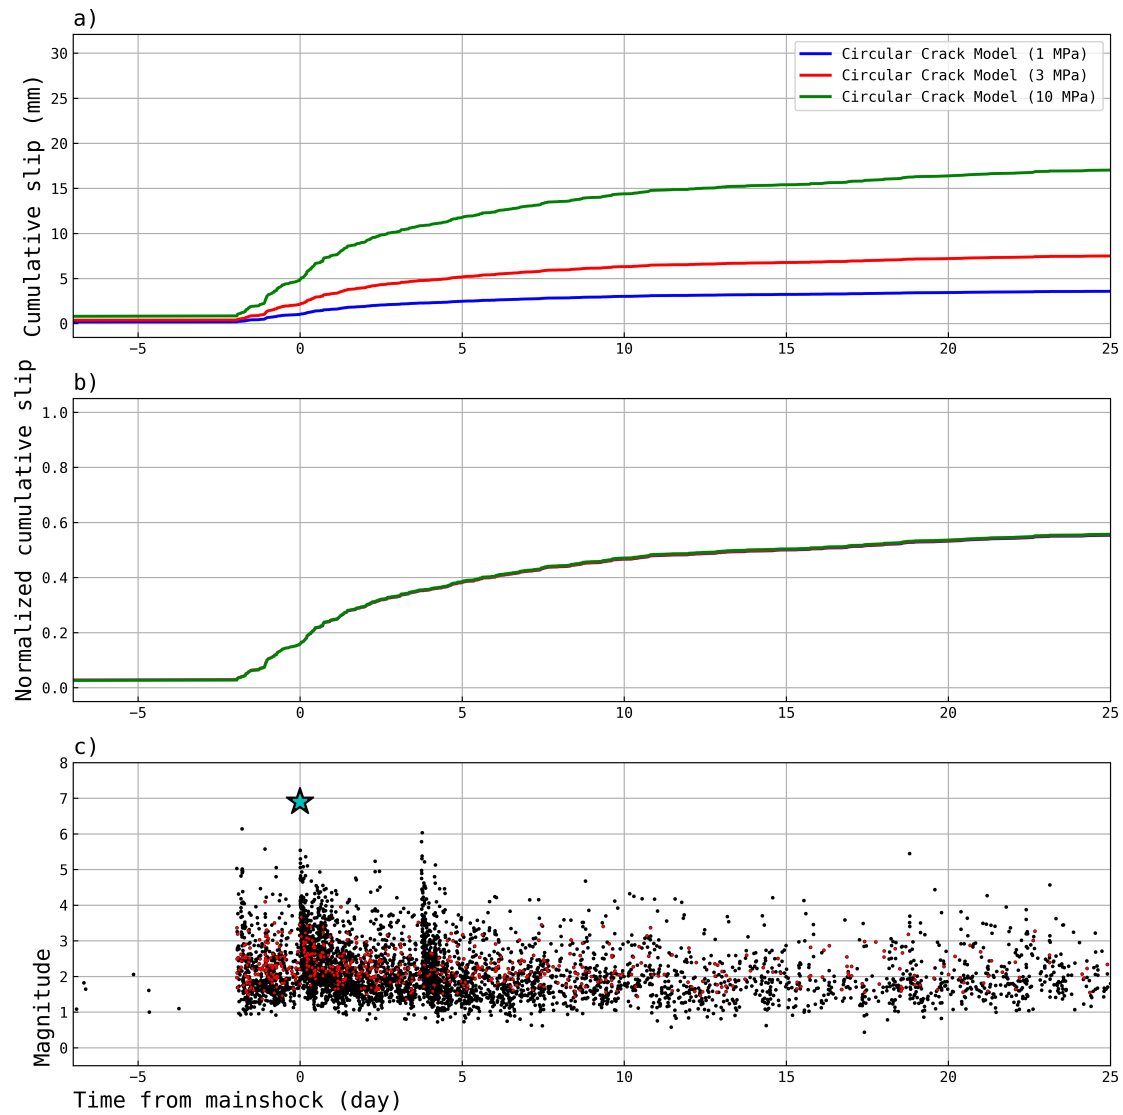 a)
Cumulative slip (mm)
30
25
20
15
10
5
0
Circular Crack Model (1 MPa)
Circular Crack Model (3 MPa)
Circular Crack Model (10 MPa)
−5 0 5 10 15 20 25
b)
Normalized cumulative slip
1.0
0.8
0.6
0.4
0.2
0.0
−5 0 5 10 15 20 25
c)
Magnitude
8
7
6
5
4
3
2
1
0
−5 0 5 10 15 20 25
Time from mainshock (day)